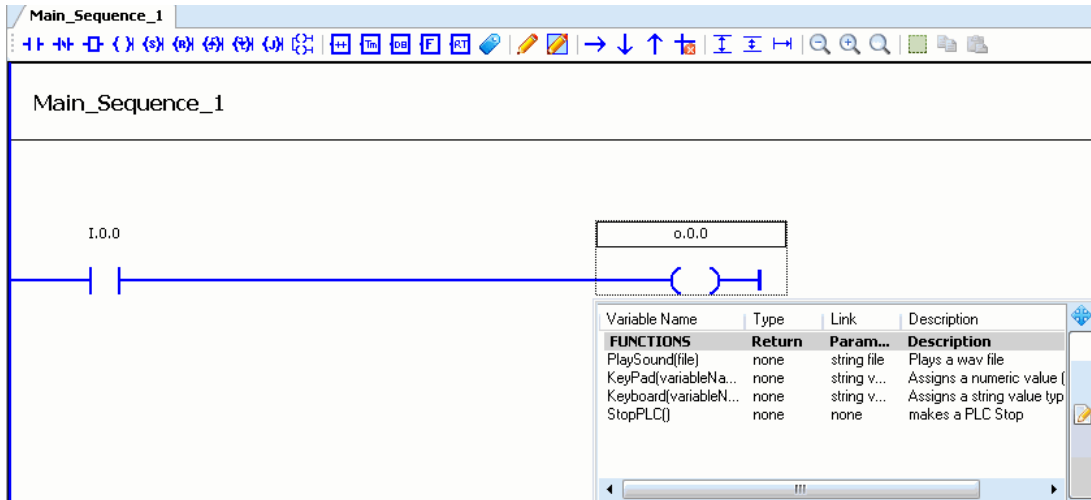 Main_Sequence_1
Main_Sequence_1
I.0.0
o.0.0
Variable Name Type Link Description
FUNCTIONS Return Param... Description
PlaySound(file) none string file Plays a wav file
KeyPad(variableNa... none string v... Assigns a numeric value (
Keyboard(variableN... none string v... Assigns a string value typ
StopPLC() none none makes a PLC Stop